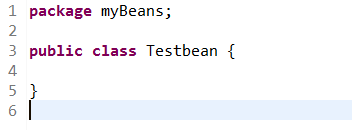 1 package myBeans;
2
3 public class Testbean {
4
5 }
6